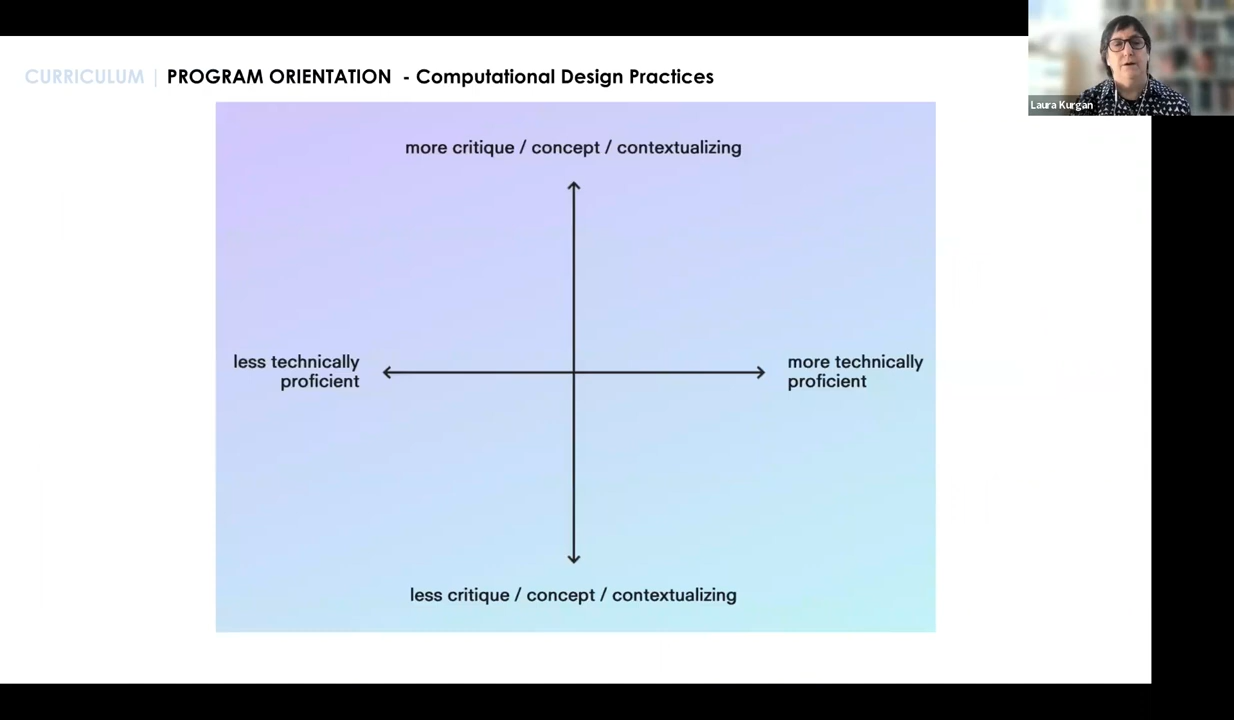 CURRICULUM | PROGRAM ORIENTATION - Computational Design Practices
Laura Kurgan
more critique / concept / contextualizing
less technically
proficient
more technically
proficient
less critique / concept / contextualizing